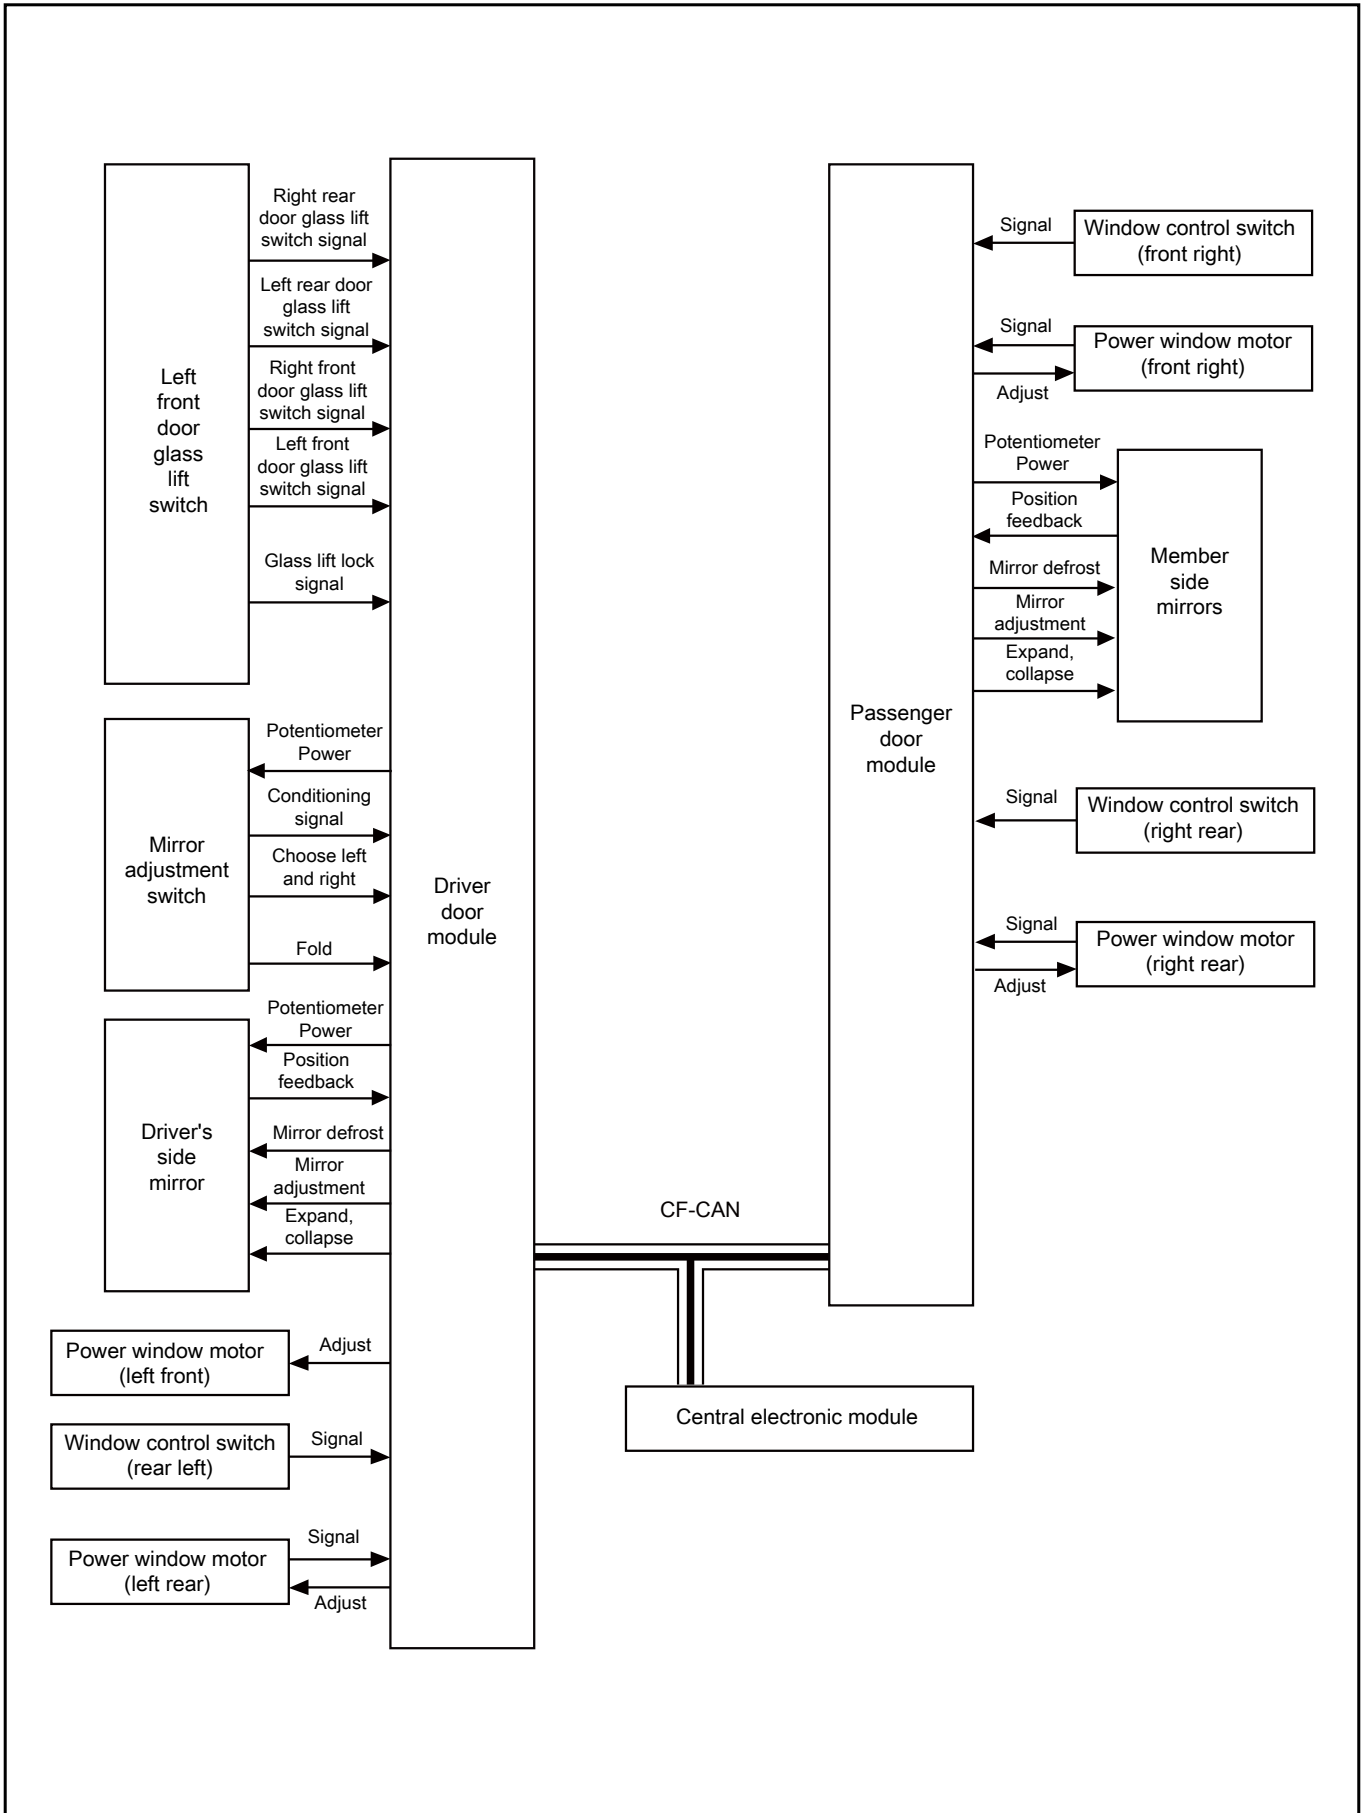 Left
front
door
glass
lift
switch
Right rear
door glass lift
switch signal
Left rear door
glass lift
switch signal
Right front
door glass lift
switch signal
Left front
door glass lift
switch signal
Glass lift lock
signal
Mirror
adjustment
switch
Potentiometer
Power
Conditioning
signal
Choose left
and right
Fold
Driver's
side
mirror
Potentiometer
Power
Position
feedback
Mirror defrost
Mirror
adjustment
Expand,
collapse
Power window motor
(left front)
Adjust
Window control switch
(rear left)
Signal
Power window motor
(left rear)
Signal
Adjust
Driver
door
module
CF-CAN
Central electronic module
Passenger
door
module
Signal
Window control switch
(front right)
Signal
Adjust
Power window motor
(front right)
Potentiometer
Power
Position
feedback
Mirror defrost
Mirror
adjustment
Expand,
collapse
Member
side
mirrors
Signal
Window control switch
(right rear)
Signal
Adjust
Power window motor
(right rear)